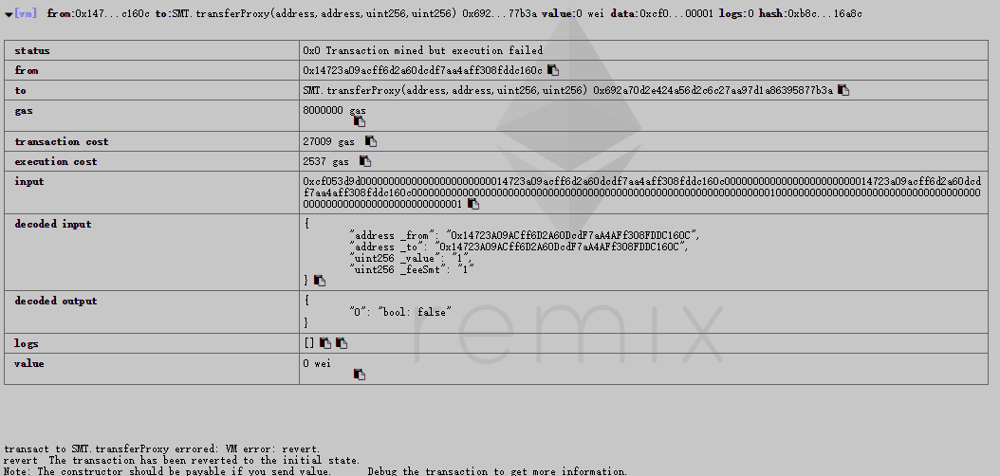 [vm] from:0x147...c160c to:SMT.transferProxy(address,address,uint256,uint256) 0x692...77b3a value:0 wei data:0xcf0...00001 logs:0 hash:0xb8c...16a8c
status 0x0 Transaction mined but execution failed
from 0x14723a09acff6d2a60dcdf7aa4aff308fddc160c
to SMT.transferProxy(address,address,uint256,uint256) 0x692a70d2e424a56d2c6c27aa97d1a86395877b3a
gas 8000000 gas
transaction cost 27009 gas
execution cost 2537 gas
input 0xcf053d9d00000000000000000000000014723a09acff6d2a60dcdf7aa4aff308fddc160c00000000000000000000000014723a09acff6d2a60dcd
f7aa4aff308fddc160c00000000000000000000000000000000000000000000000000000000000000010000000000000000000000000000000000
000000000000000000000000000001
decoded input {
"address _from": "0x14723A09ACff6D2A60DcdF7aA4AFf308FDDC160C",
"address _to": "0x14723A09ACff6D2A60DcdF7aA4AFf308FDDC160C",
"uint256 _value": "1",
"uint256 _feeSmt": "1"
}
decoded output {
"0": "bool: false"
}
remix
logs []
value 0 wei
transact to SMT.transferProxy errored: VM error: revert.
revert The transaction has been reverted to the initial state.
Note: The constructor should be payable if you send value. Debug the transaction to get more information.